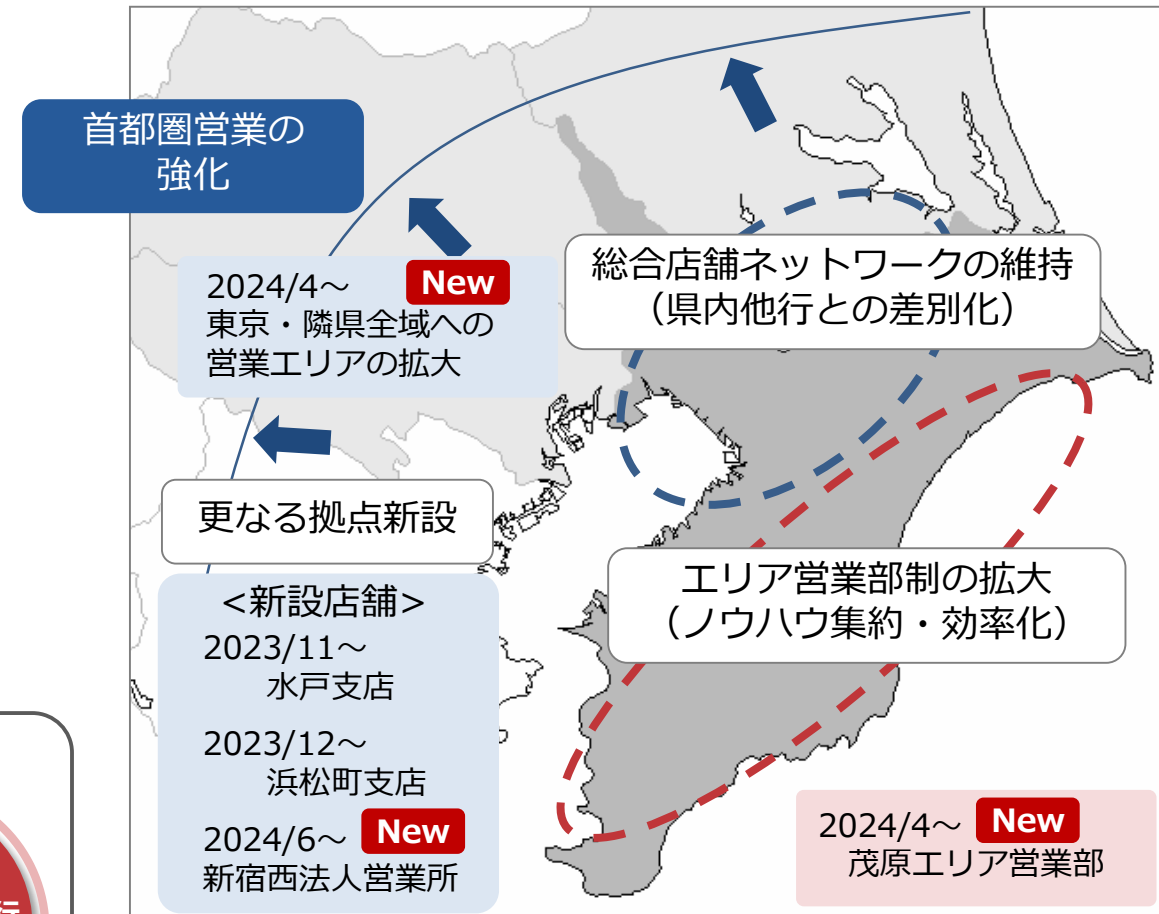 首都圏営業の
強化
2024/4～ New
東京・隣県全域への
営業エリアの拡大
総合店舗ネットワークの維持
（県内他行との差別化）
更なる拠点新設
<新設店舗>
2023/11～
水戸支店
2023/12～
浜松町支店
2024/6～ New
新宿西法人営業所
エリア営業部制の拡大
（ノウハウ集約・効率化）
2024/4～ New
茂原エリア営業部